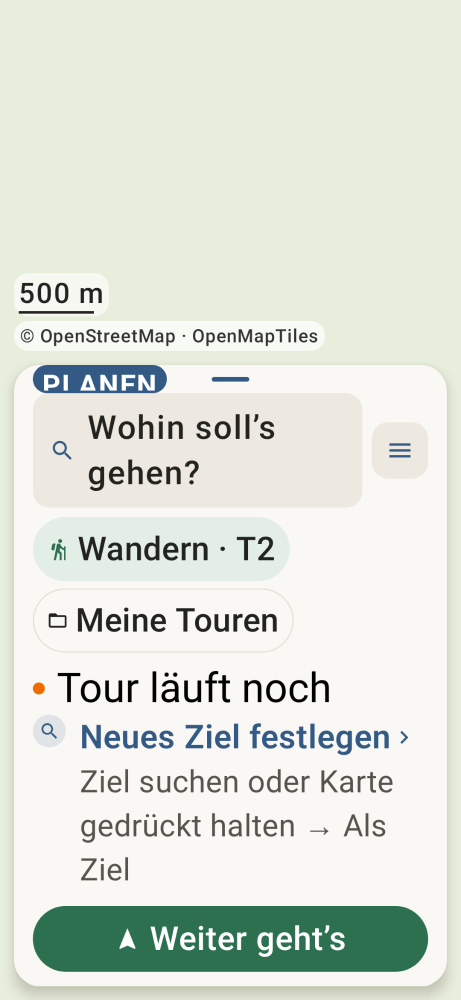 500 m
© OpenStreetMap · OpenMapTiles
PLANEN
Wohin soll’s
gehen?
Wandern · T2
Meine Touren
Tour läuft noch
Neues Ziel festlegen ›
Ziel suchen oder Karte
gedrückt halten → Als
Ziel
Weiter geht’s